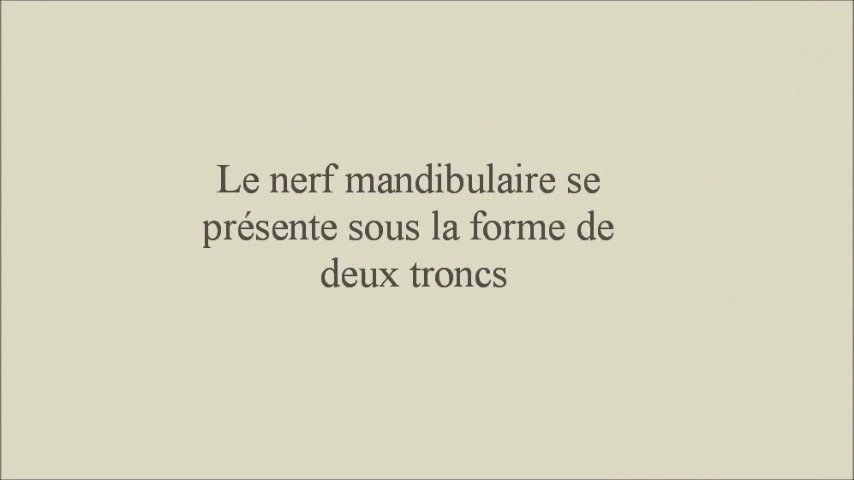 Le nerf mandibulaire se
présente sous la forme de
deux troncs